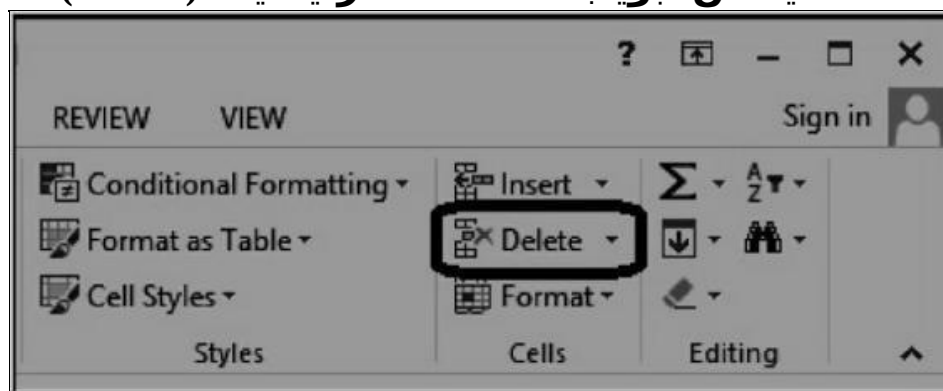 ?
REVIEW VIEW Sign in
Conditional Formatting Insert Σ A Z
Format as Table Delete
Cell Styles Format
Styles Cells Editing